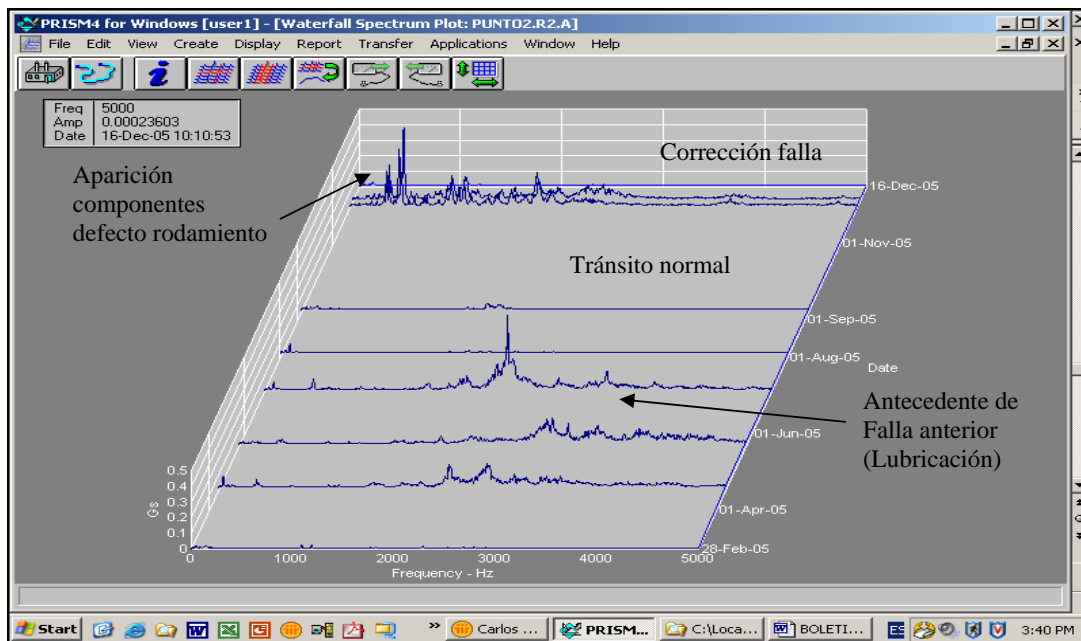 PRISM4 for Windows [user1] - [Waterfall Spectrum Plot: PUNTO2.R2.A]
File Edit View Create Display Report Transfer Applications Window Help
Freq 5000
Amp 0.00023603
Date 16-Dec-05 10:10:53
Corrección falla
Aparición
componentes
defecto rodamiento
16-Dec-05
01-Nov-05
Tránsito normal
01-Sep-05
01-Aug-05
Date
Antecedente de
Falla anterior
(Lubricación)
01-Jun-05
01-Apr-05
28-Feb-05
Gs
0.5
0.4
0.3
0.2
0.1
0
0 1000 2000 3000 4000 5000
Frequency - Hz
Start » Carlos ... PRISM... C:\Loca... BOLETI... ES 3:40 PM